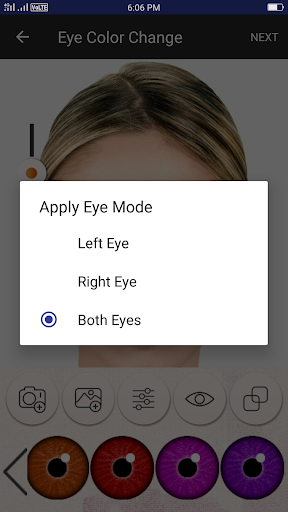 VoLTE
6:06 PM
Eye Color Change
NEXT
Apply Eye Mode
Left Eye
Right Eye
Both Eyes